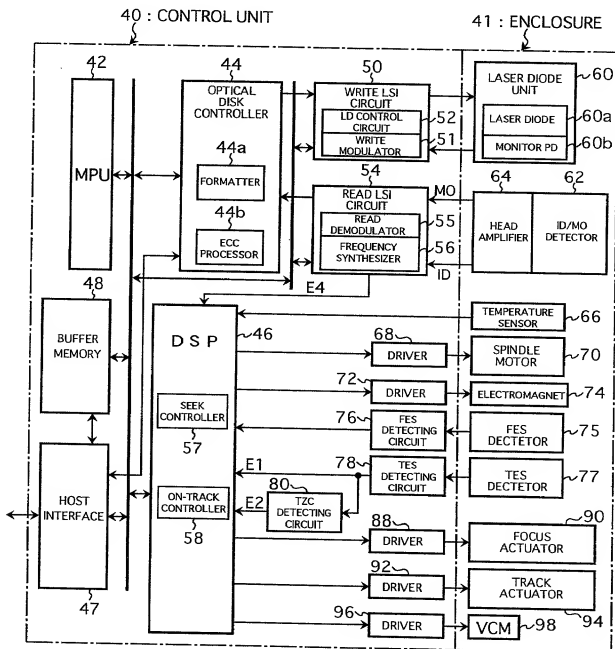 40 : CONTROL UNIT
41 : ENCLOSURE
42
MPU
44
OPTICAL
DISK
CONTROLLER
44a
FORMATTER
44b
ECC
PROCESSOR
50
WRITE LSI
CIRCUIT
LD CONTROL
CIRCUIT
52
WRITE
MODULATOR
51
54
READ LSI
CIRCUIT
READ
DEMODULATOR
55
FREQUENCY
SYNTHESIZER
56
LASER DIODE
UNIT
60
LASER DIODE
60a
MONITOR PD
60b
MO
ID
64
HEAD
AMPLIFIER
62
ID/MO
DETECTOR
E4
48
BUFFER
MEMORY
HOST
INTERFACE
47
DSP
46
SEEK
CONTROLLER
57
ON-TRACK
CONTROLLER
58
TEMPERATURE
SENSOR
66
68
DRIVER
SPINDLE
MOTOR
70
72
DRIVER
ELECTROMAGNET
74
76
FES DETECTING
CIRCUIT
FES
DECTETOR
75
E1
78
TES DETECTING
CIRCUIT
TES
DECTETOR
77
E2
80
TZC
DETECTING
CIRCUIT
88
DRIVER
90
FOCUS
ACTUATOR
92
DRIVER
TRACK
ACTUATOR
94
96
DRIVER
VCM
98